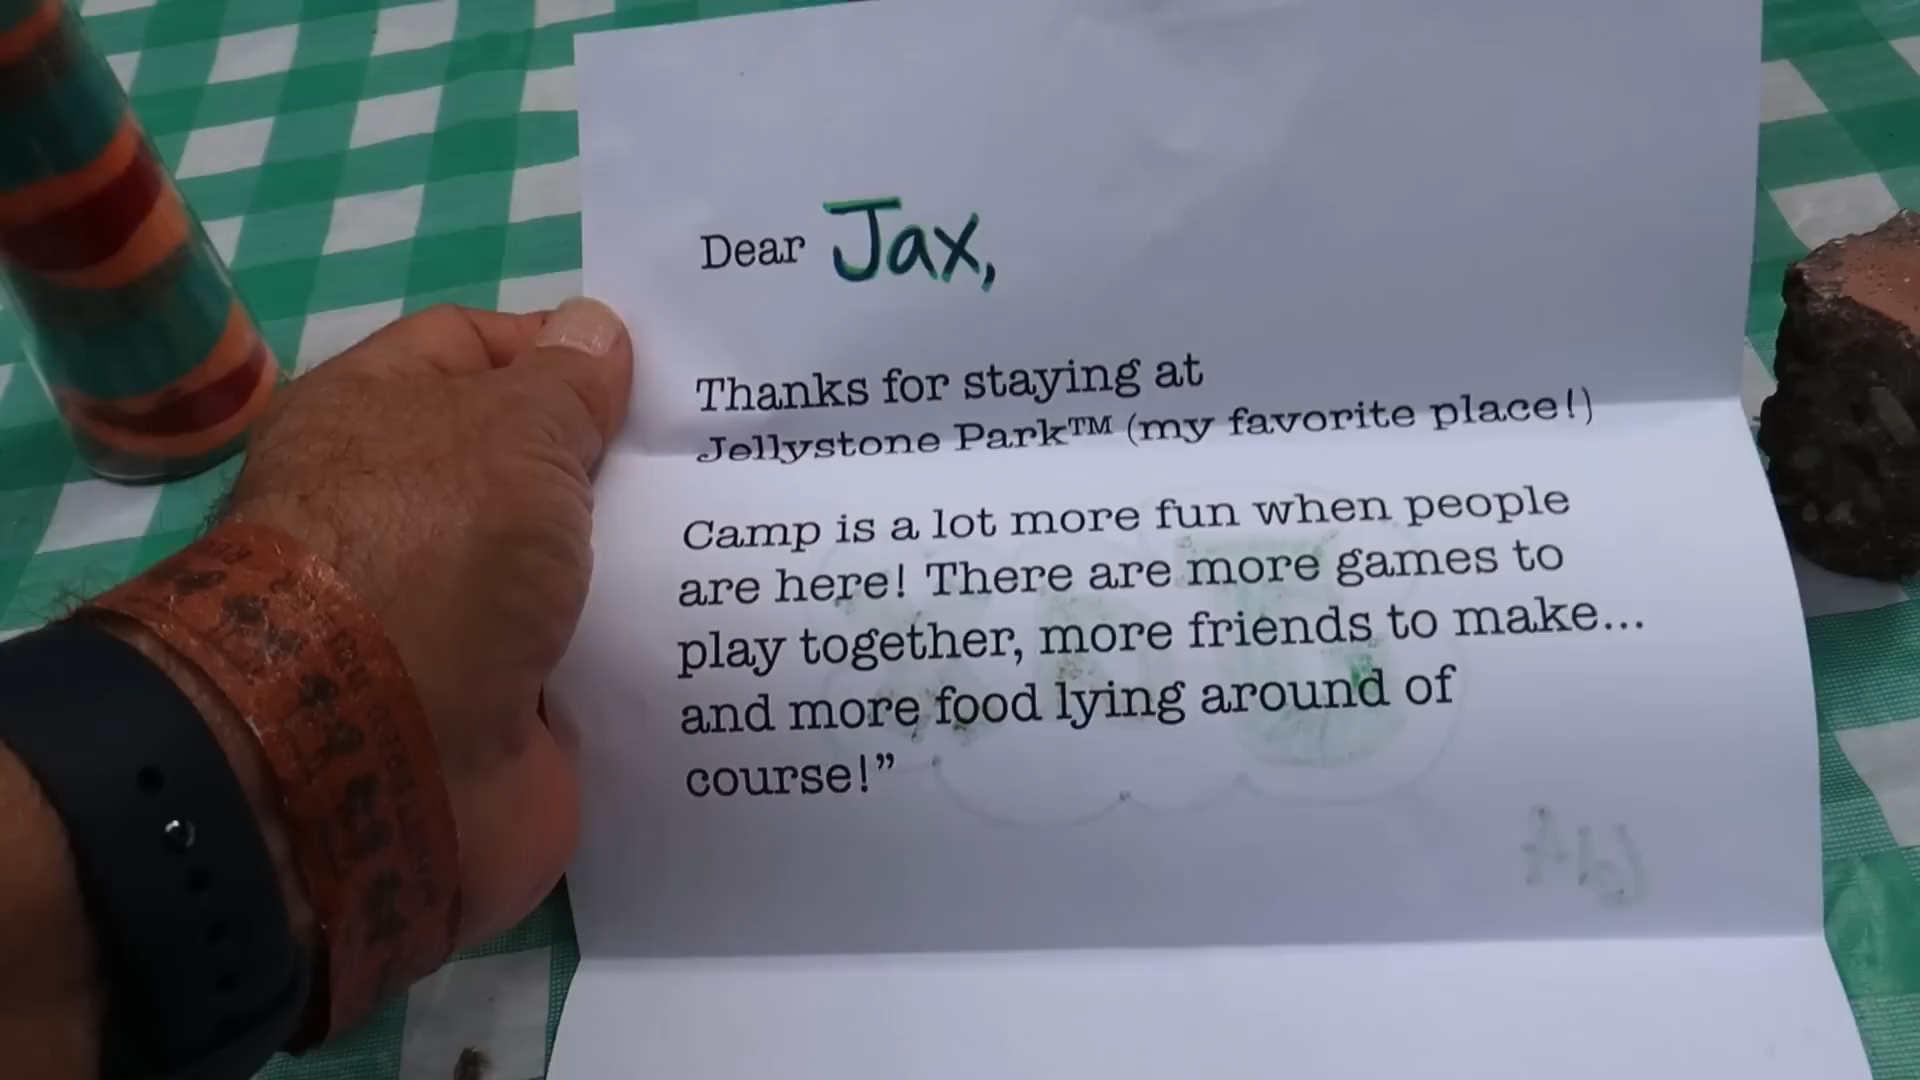 Dear Jax,
Thanks for staying at
Jellystone Park™ (my favorite place!)
Camp is a lot more fun when people
are here! There are more games to
play together, more friends to make...
and more food lying around of
course!”